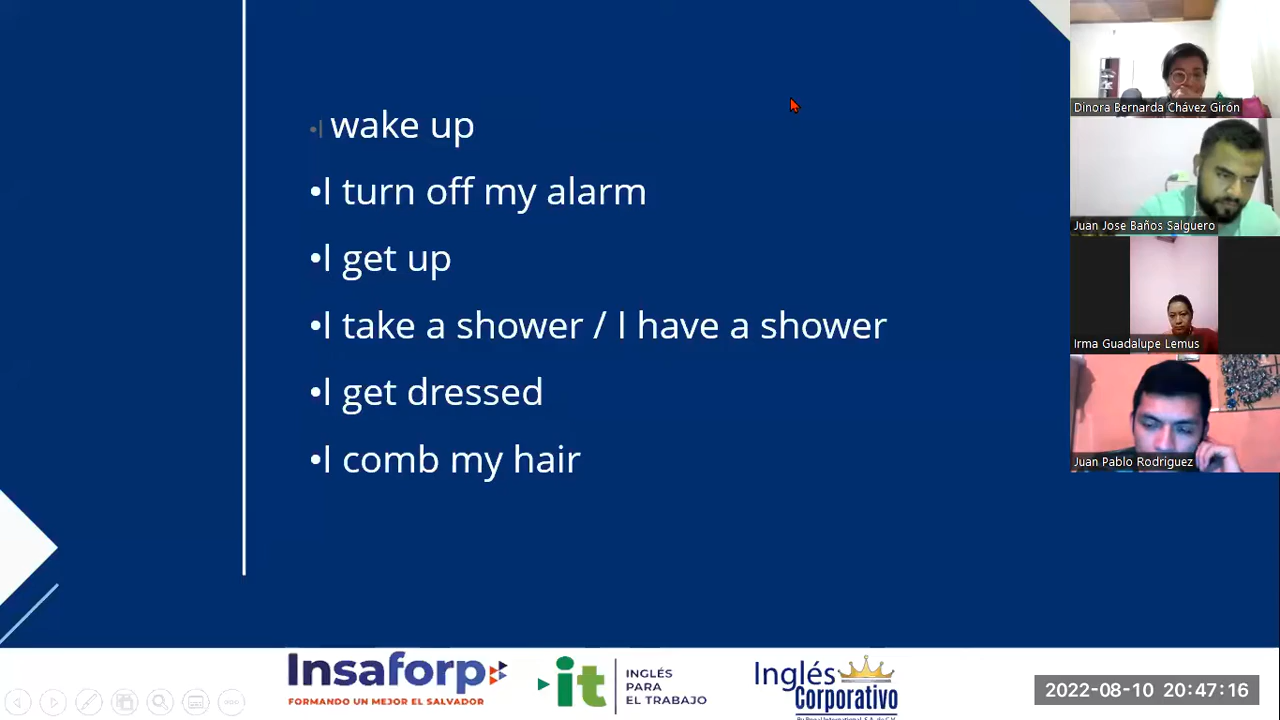 •I wake up
•I turn off my alarm
•I get up
•I take a shower / I have a shower
•I get dressed
•I comb my hair
Dinora Bernarda Chávez Girón
Juan Jose Baños Salguero
Irma Guadalupe Lemus
Juan Pablo Rodriguez
Insaforp
FORMANDO UN MEJOR EL SALVADOR
it
INGLÉS
PARA
EL TRABAJO
Inglés
Corporativo
2022-08-10 20:47:16